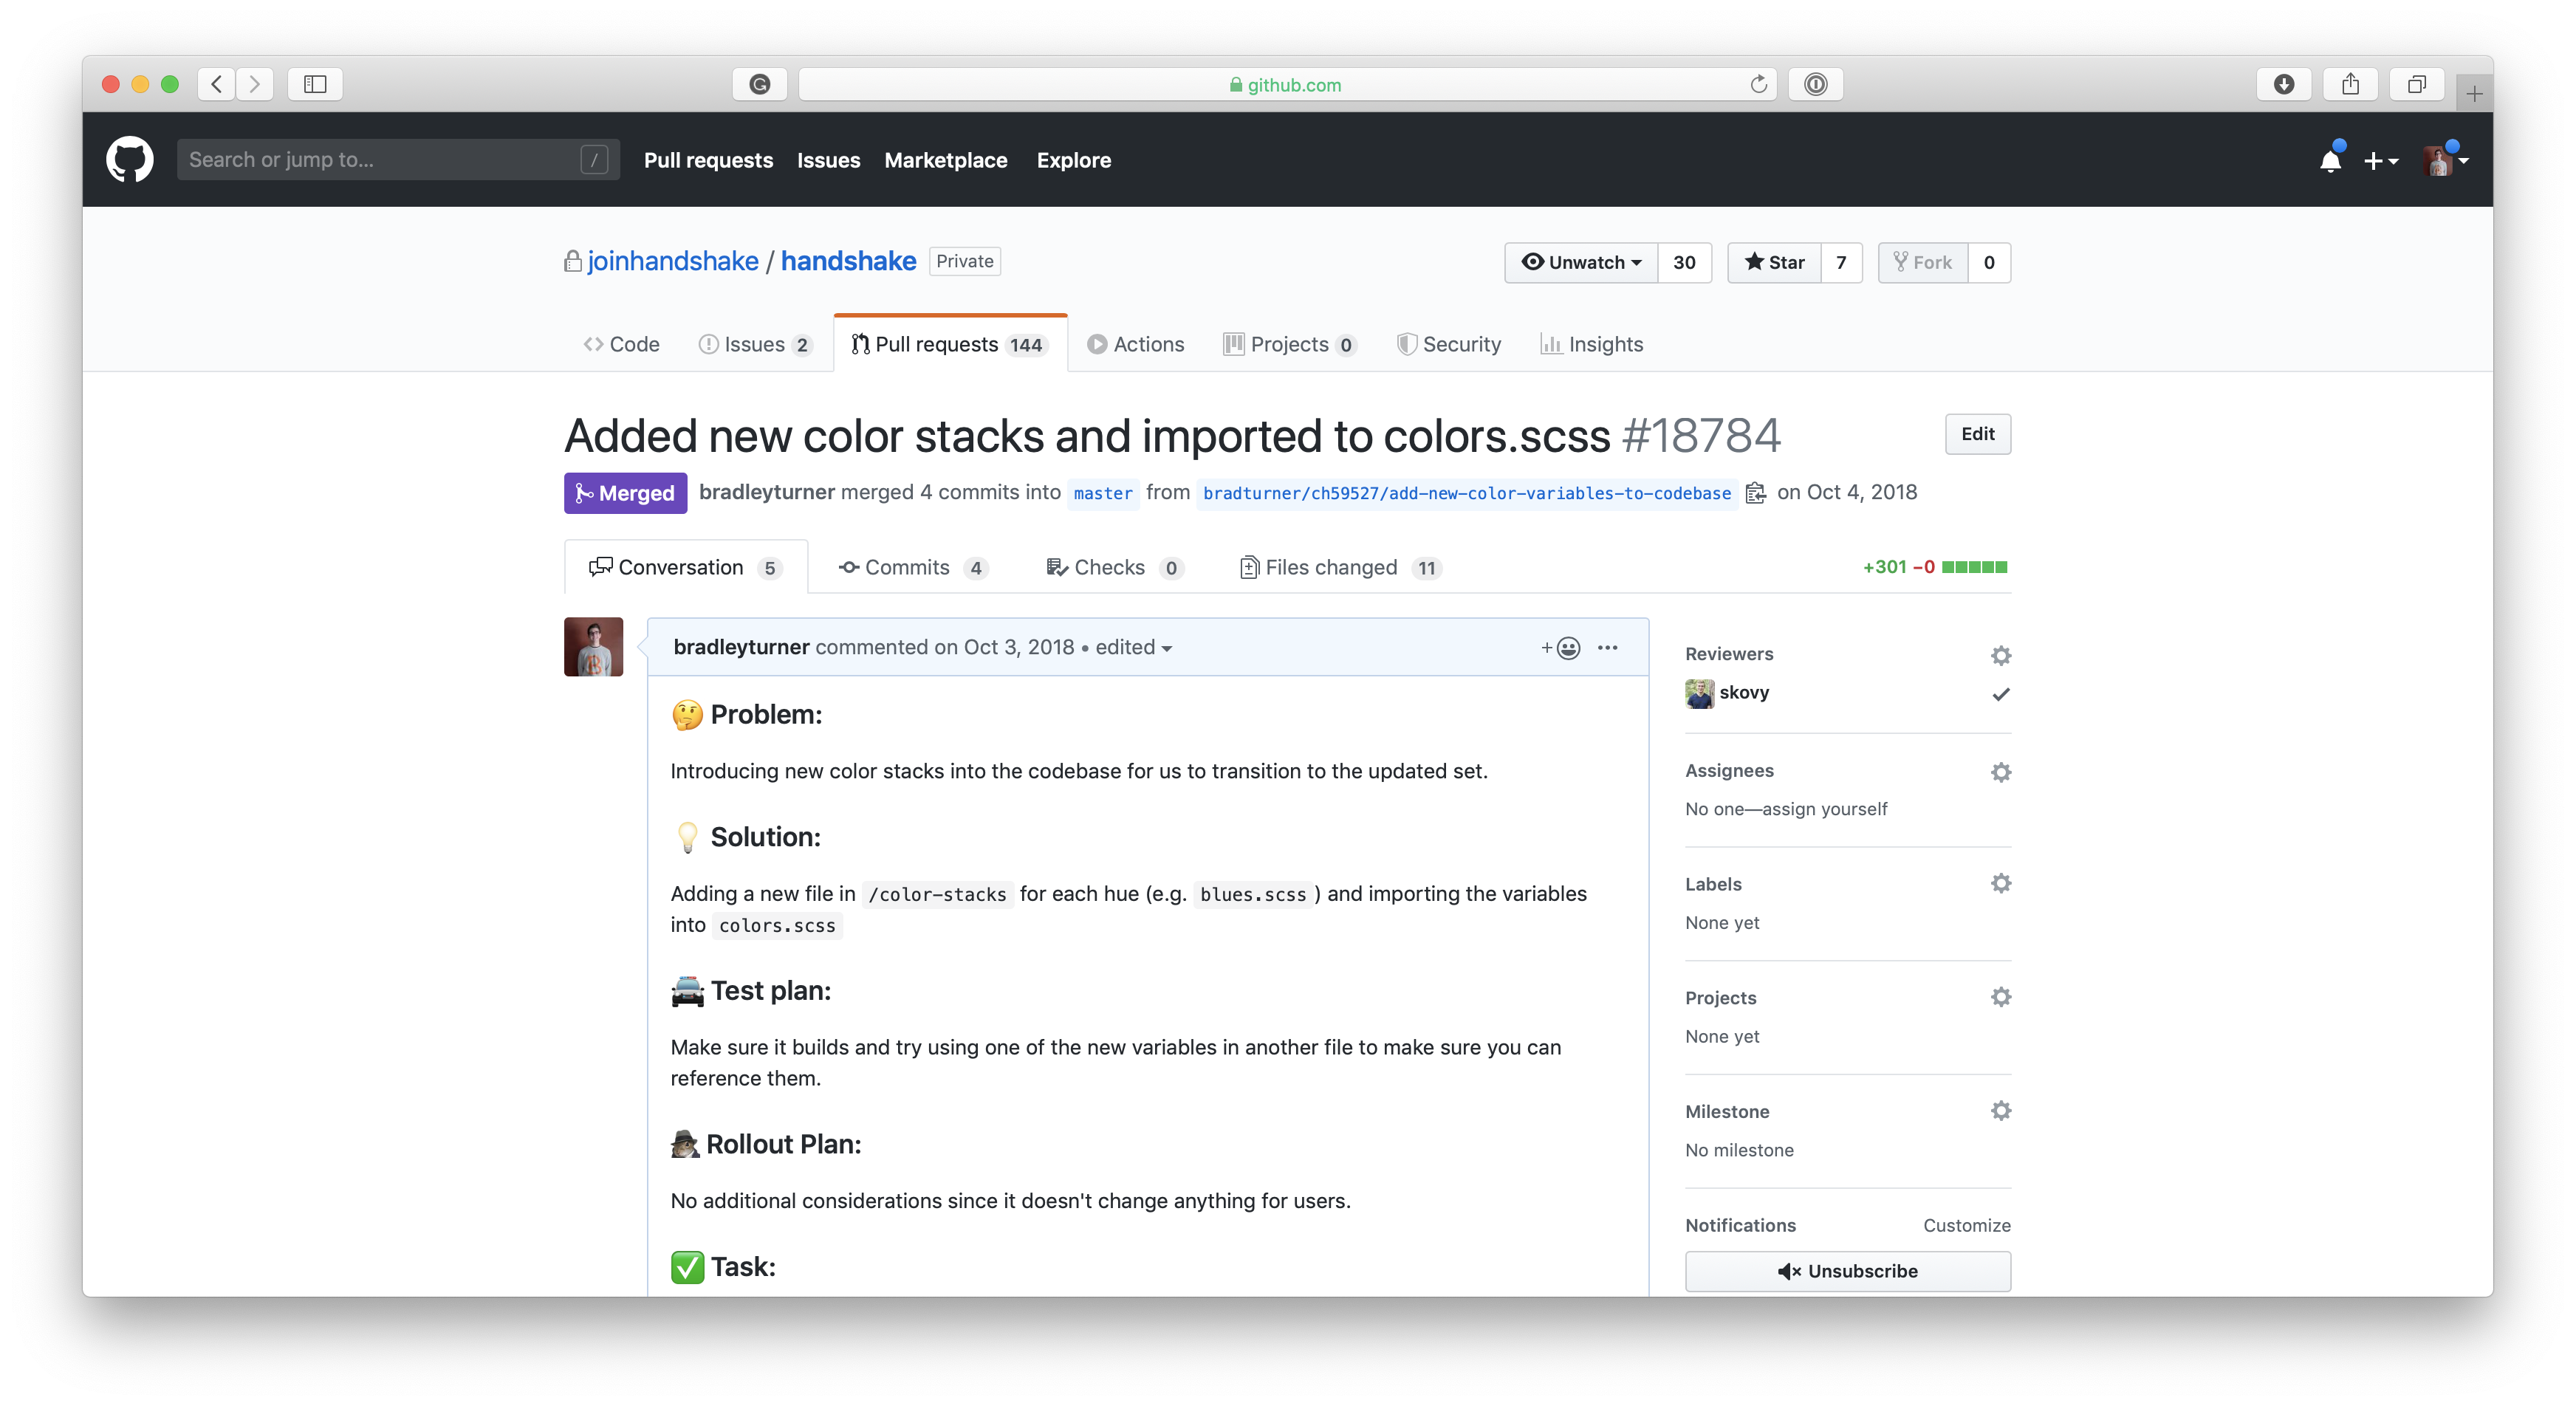 github.com
Search or jump to... /
Pull requests Issues Marketplace Explore
joinhandshake / handshake Private
Unwatch 30 Star 7 Fork 0
Code Issues 2 Pull requests 144 Actions Projects 0 Security Insights
Added new color stacks and imported to colors.scss #18784
Edit
Merged bradleyturner merged 4 commits into master from bradturner/ch59527/add-new-color-variables-to-codebase on Oct 4, 2018
Conversation 5 Commits 4 Checks 0 Files changed 11 +301 −0
bradleyturner commented on Oct 3, 2018 • edited
🤔 Problem:
Introducing new color stacks into the codebase for us to transition to the updated set.
💡 Solution:
Adding a new file in /color-stacks for each hue (e.g. blues.scss) and importing the variables
into colors.scss
🚔 Test plan:
Make sure it builds and try using one of the new variables in another file to make sure you can
reference them.
Rollout Plan:
No additional considerations since it doesn't change anything for users.
✅ Task:
Reviewers
skovy
Assignees
No one—assign yourself
Labels
None yet
Projects
None yet
Milestone
No milestone
Notifications Customize
Unsubscribe